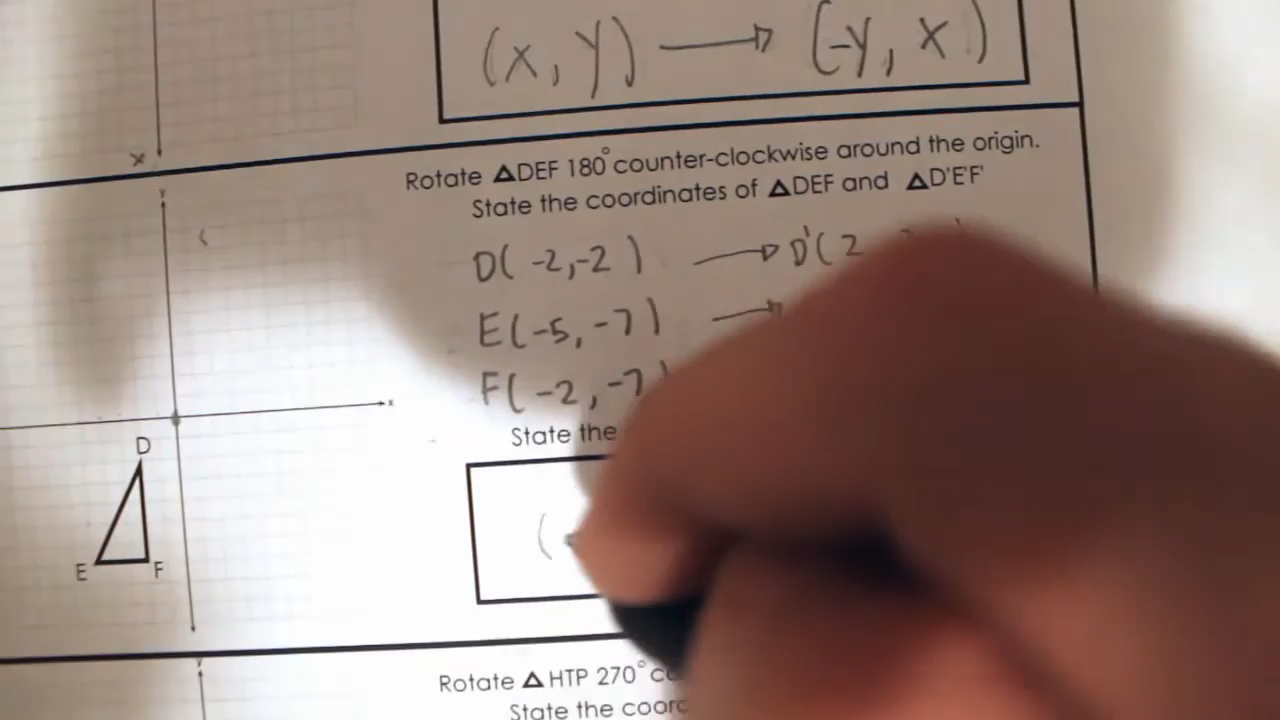 (x, y) → (-y, x)
x
Rotate △DEF 180° counter-clockwise around the origin.
State the coordinates of △DEF and △D'E'F'
y
D(-2,-2) → D'(2
E(-5,-7) →
F(-2,-7)
State the
x
D
E
F
(
Rotate △HTP 270°
State the
y